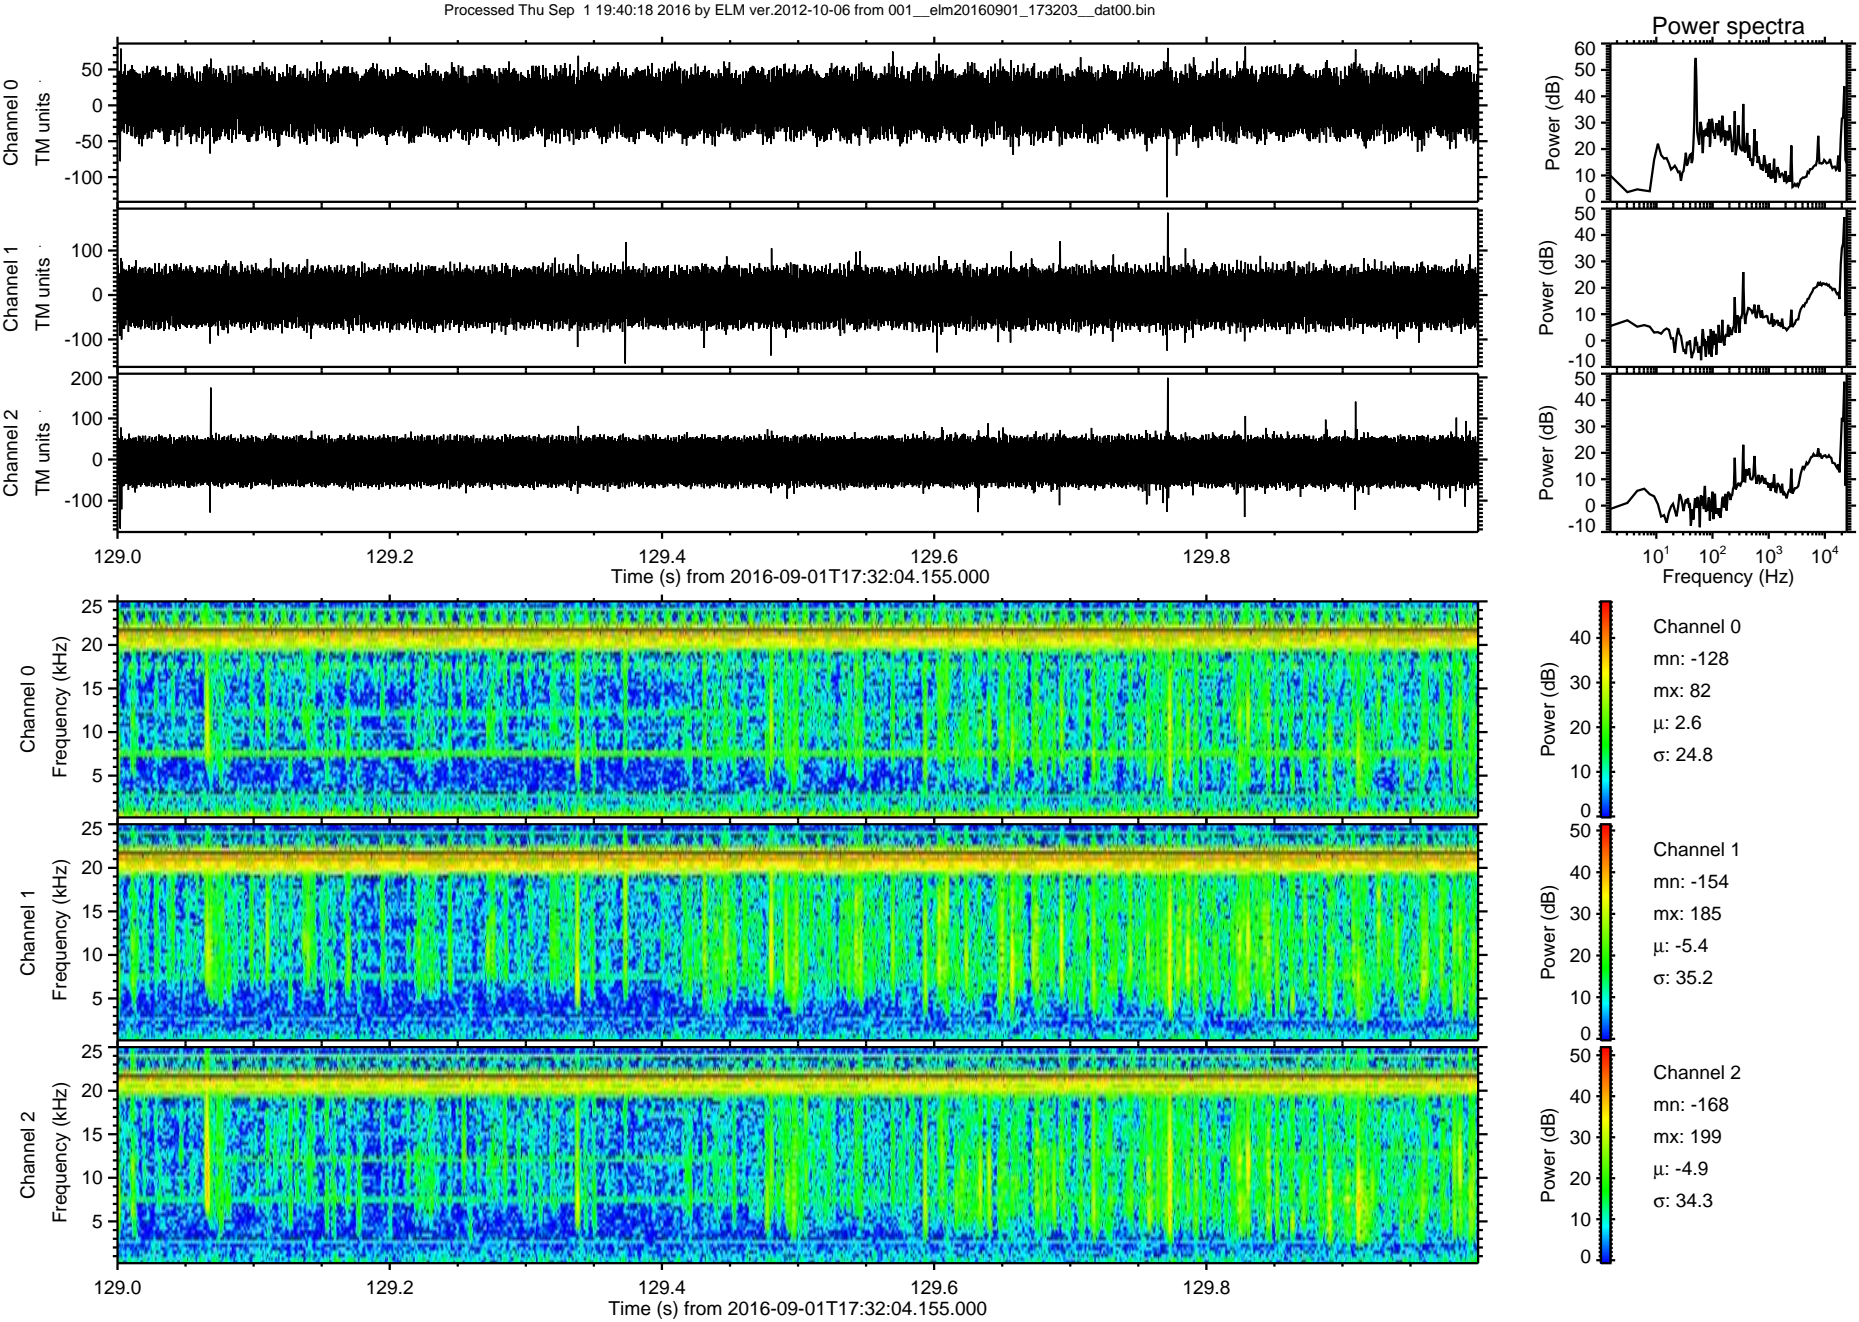 Processed Thu Sep  1 19:40:18 2016 by ELM ver.2012-10-06 from 001__elm20160901_173203__dat00.bin
Power spectra
Channel 0
TM units
50
0
-50
-100
Power (dB)
60
50
40
30
20
10
0
Channel 1
TM units
100
0
-100
Power (dB)
50
40
30
20
10
0
-10
Channel 2
TM units
200
100
0
-100
Power (dB)
50
40
30
20
10
0
-10
129.0 129.2 129.4 129.6 129.8
Time (s) from 2016-09-01T17:32:04.155.000
10^1 10^2 10^3 10^4
Frequency (Hz)
Channel 0
Frequency (kHz)
25
20
15
10
5
Power (dB)
40
30
20
10
0
Channel 0
mn: -128
mx: 82
μ: 2.6
σ: 24.8
Channel 1
Frequency (kHz)
25
20
15
10
5
Power (dB)
50
40
30
20
10
0
Channel 1
mn: -154
mx: 185
μ: -5.4
σ: 35.2
Channel 2
Frequency (kHz)
25
20
15
10
5
Power (dB)
50
40
30
20
10
0
Channel 2
mn: -168
mx: 199
μ: -4.9
σ: 34.3
129.0 129.2 129.4 129.6 129.8
Time (s) from 2016-09-01T17:32:04.155.000